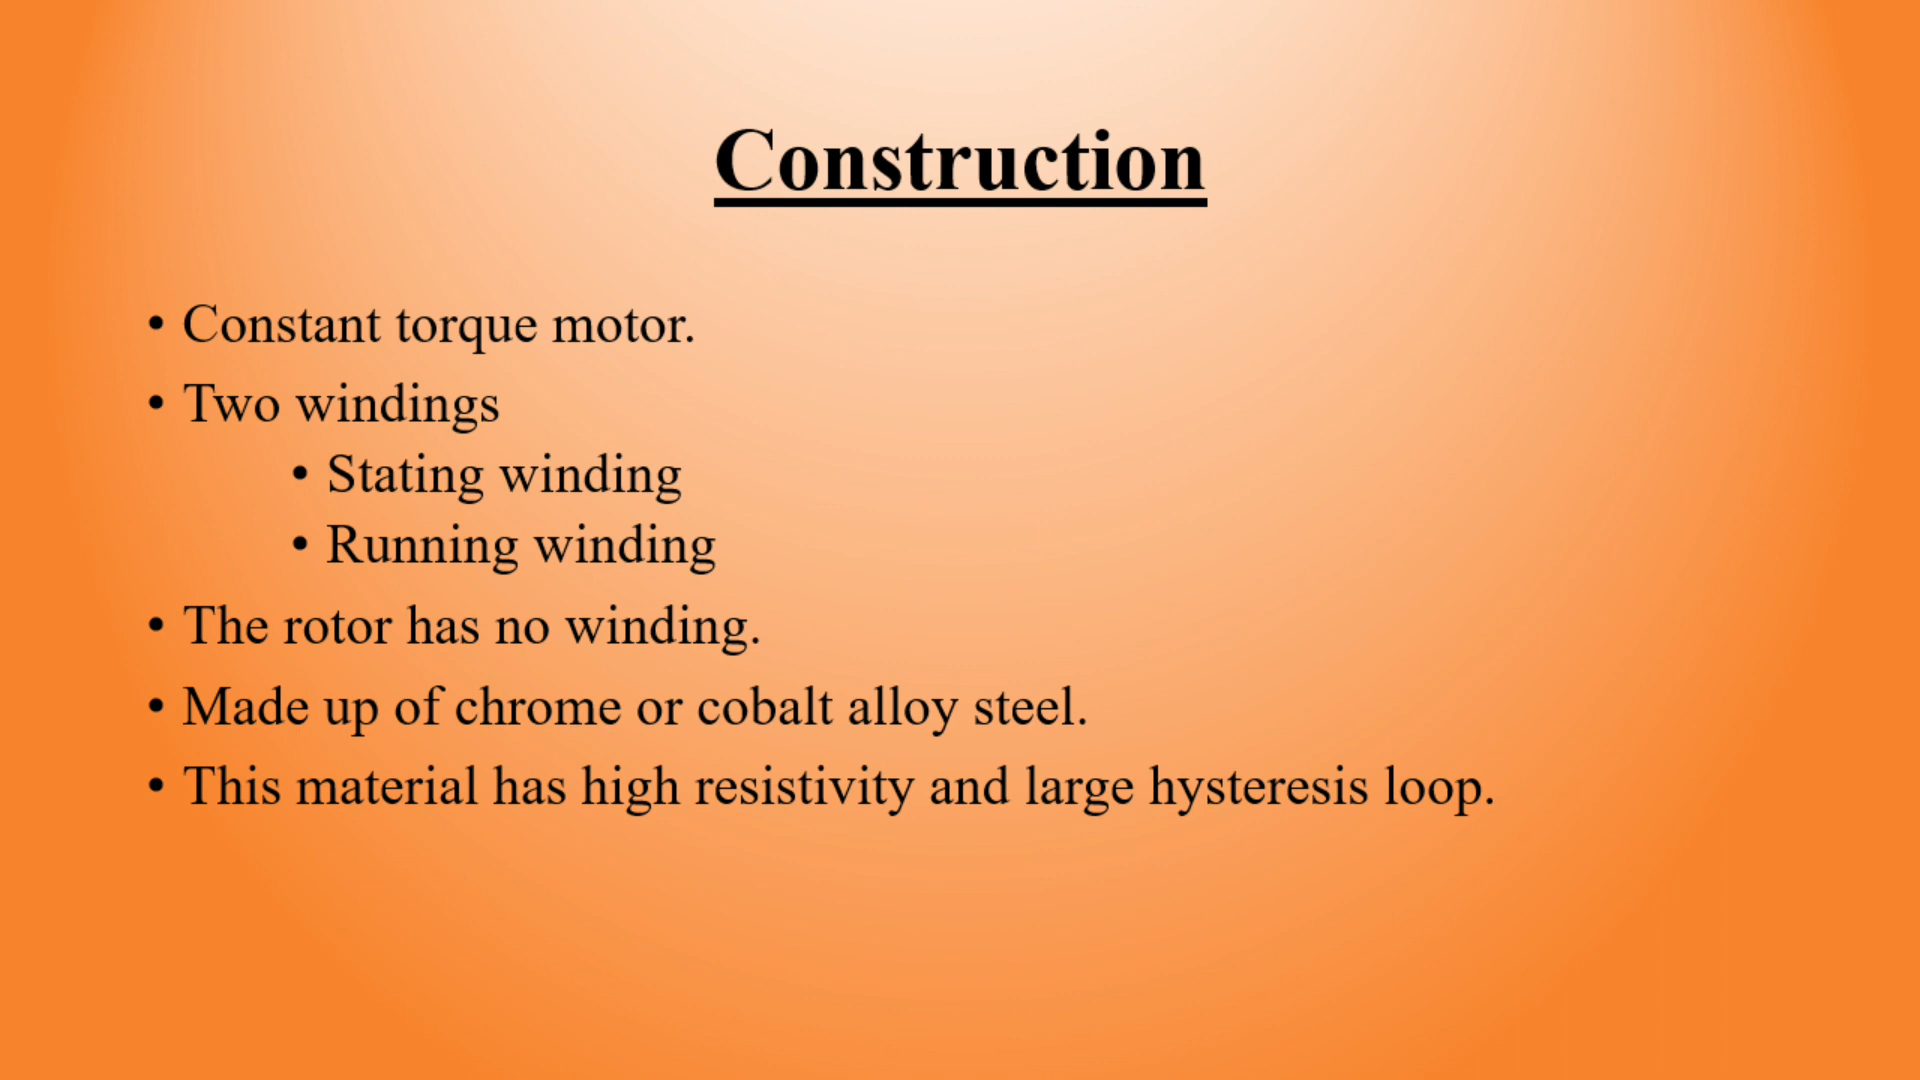 Construction
• Constant torque motor.
• Two windings
• Stating winding
• Running winding
• The rotor has no winding.
• Made up of chrome or cobalt alloy steel.
• This material has high resistivity and large hysteresis loop.